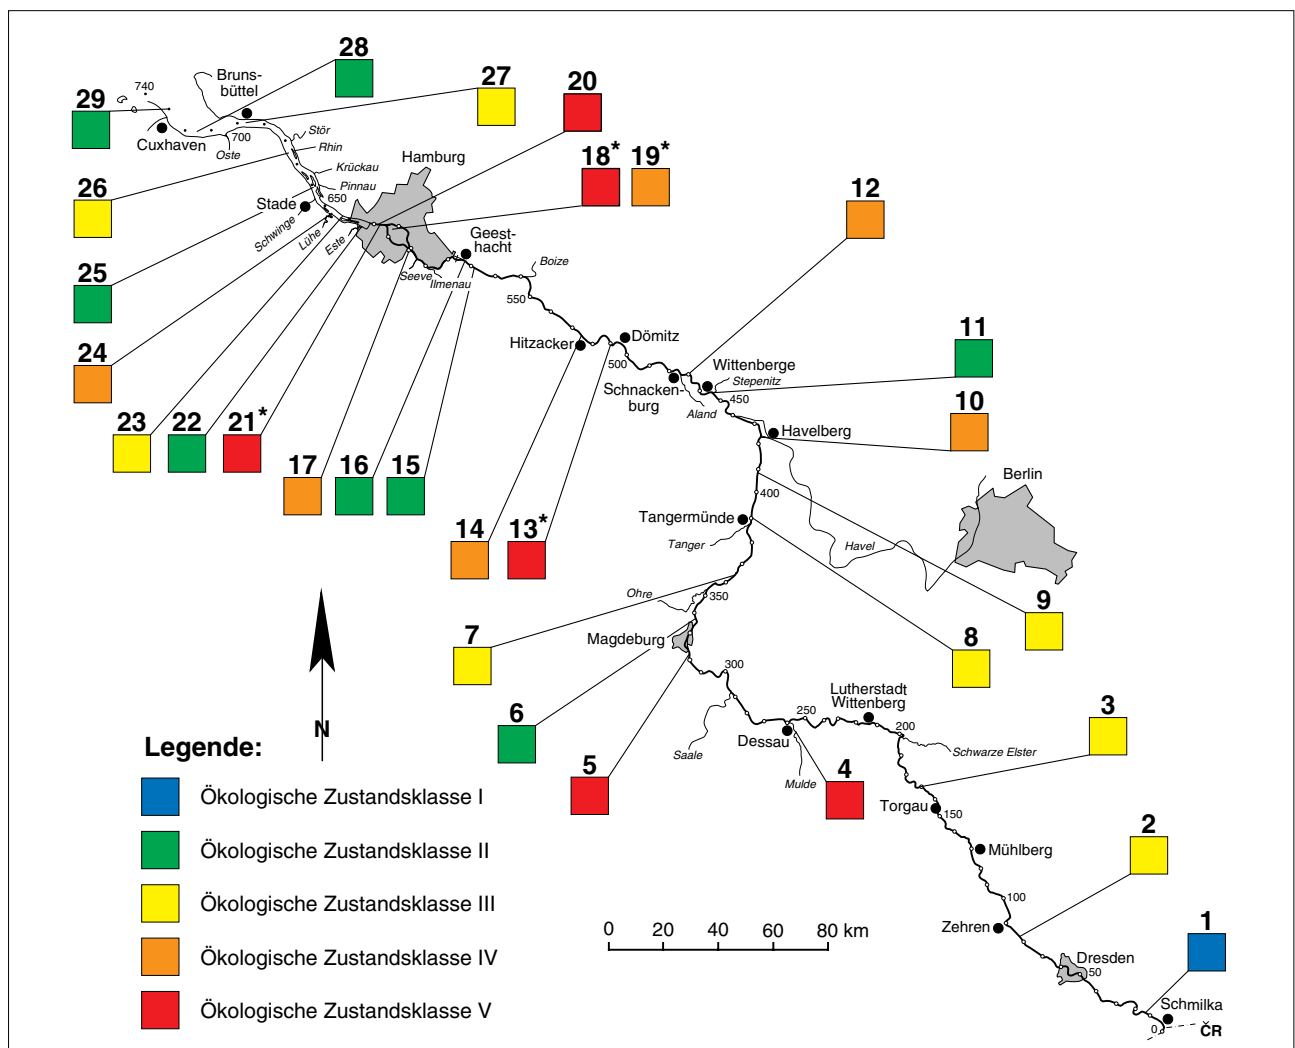 28
27
20
740
Bruns-
büttel
29
Cuxhaven
700
Oste
Stör
Rhin
Krückau
Pinnau
Hamburg
18*
19*
12
26
650
Stade
Schwinge
Lühe
Este
Geest-
hacht
Seeve
Ilmenau
Boize
25
550
Hitzacker
Dömitz
500
11
Wittenberge
Stepenitz
Schnacken-
burg
Aland
450
24
10
Havelberg
23
22
21*
17
16
15
Berlin
400
14
13*
Tangermünde
Tanger
Havel
Ohre
350
9
7
Magdeburg
8
300
Lutherstadt
Wittenberg
3
6
250
200
N
Dessau
Schwarze Elster
Saale
Mulde
5
4
Torgau
150
2
Mühlberg
100
Zehren
1
Dresden
50
Schmilka
0
ČR
Legende:
Ökologische Zustandsklasse I
Ökologische Zustandsklasse II
Ökologische Zustandsklasse III
Ökologische Zustandsklasse IV
Ökologische Zustandsklasse V
0 20 40 60 80 km